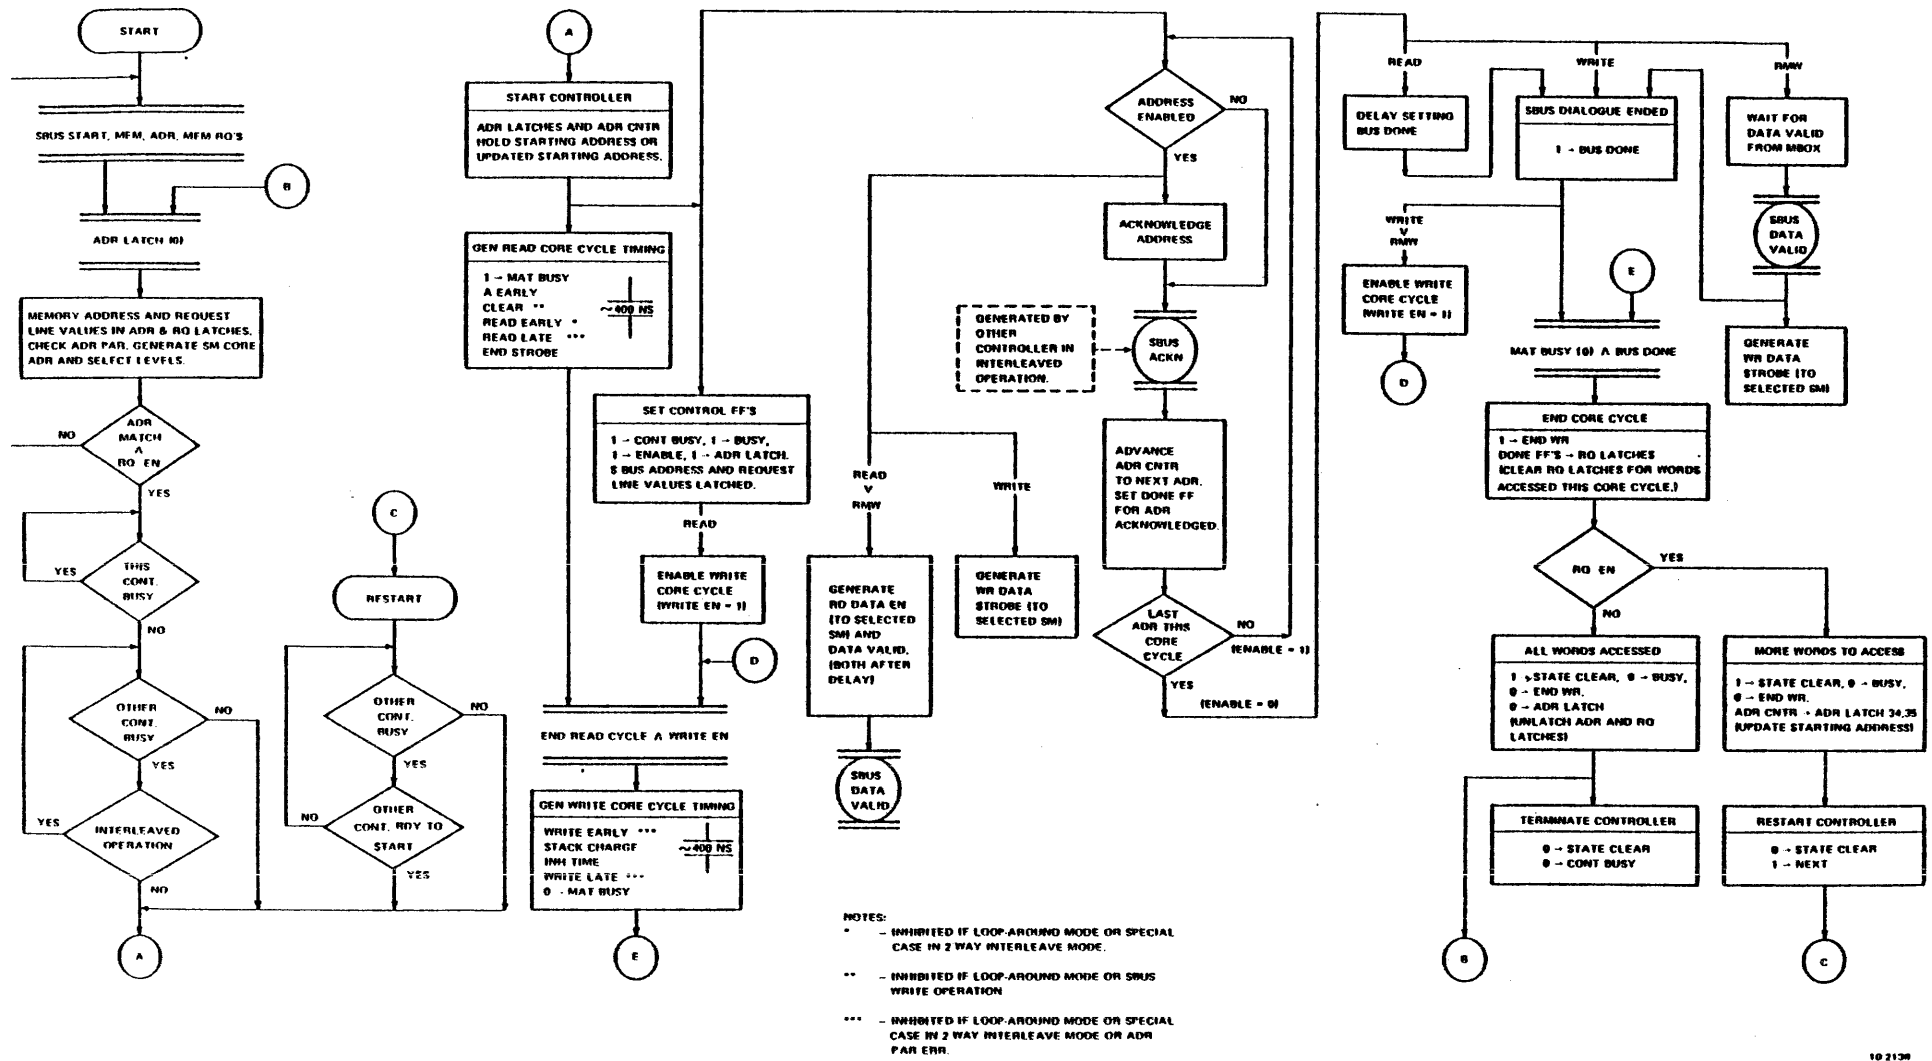 START
SBUS START, MEM, ADR, MEM RQ'S
B
ADR LATCH (0)
MEMORY ADDRESS AND REQUEST
LINE VALUES IN ADR & RQ LATCHES.
CHECK ADR PAR. GENERATE SM CORE
ADR AND SELECT LEVELS.
ADR
MATCH
Λ
RQ EN
NO
YES
THIS
CONT.
BUSY
YES
NO
OTHER
CONT.
BUSY
NO
YES
INTERLEAVED
OPERATION
YES
NO
A
C
RESTART
OTHER
CONT.
BUSY
NO
YES
OTHER
CONT. RDY TO
START
NO
YES
A
START CONTROLLER
ADR LATCHES AND ADR CNTR
HOLD STARTING ADDRESS OR
UPDATED STARTING ADDRESS.
GEN READ CORE CYCLE TIMING
1 → MAT BUSY
A EARLY
CLEAR **
READ EARLY *
READ LATE ***
END STROBE
~400 NS
SET CONTROL FF'S
1 → CONT BUSY, 1 → BUSY,
1 → ENABLE, 1 → ADR LATCH.
S BUS ADDRESS AND REQUEST
LINE VALUES LATCHED.
READ
ENABLE WRITE
CORE CYCLE
(WRITE EN = 1)
D
END READ CYCLE Λ WRITE EN
GEN WRITE CORE CYCLE TIMING
WRITE EARLY ***
STACK CHARGE
INH TIME
WRITE LATE ***
0 → MAT BUSY
~400 NS
E
ADDRESS
ENABLED
NO
YES
ACKNOWLEDGE
ADDRESS
GENERATED BY
OTHER
CONTROLLER IN
INTERLEAVED
OPERATION.
SBUS
ACKN
READ
V
RMW
WRITE
GENERATE
RD DATA EN
(TO SELECTED
SM) AND
DATA VALID,
(BOTH AFTER
DELAY)
GENERATE
WR DATA
STROBE (TO
SELECTED SM)
SBUS
DATA
VALID
ADVANCE
ADR CNTR
TO NEXT ADR.
SET DONE FF
FOR ADR
ACKNOWLEDGED.
LAST
ADR THIS
CORE
CYCLE
NO
(ENABLE = 1)
YES
(ENABLE = 0)
READ
WRITE
RMW
DELAY SETTING
BUS DONE
SBUS DIALOGUE ENDED
1 → BUS DONE
WAIT FOR
DATA VALID
FROM MBOX
WRITE
V
RMW
SBUS
DATA
VALID
ENABLE WRITE
CORE CYCLE
(WRITE EN = 1)
D
E
GENERATE
WR DATA
STROBE (TO
SELECTED SM)
MAT BUSY (0) Λ BUS DONE
END CORE CYCLE
1 → END WR
DONE FF'S → RQ LATCHES
(CLEAR RQ LATCHES FOR WORDS
ACCESSED THIS CORE CYCLE.)
RQ EN
YES
NO
ALL WORDS ACCESSED
1 → STATE CLEAR, 0 → BUSY,
0 → END WR.
0 → ADR LATCH
(UNLATCH ADR AND RQ
LATCHES)
MORE WORDS TO ACCESS
1 → STATE CLEAR, 0 → BUSY,
0 → END WR.
ADR CNTR → ADR LATCH 34,35
(UPDATE STARTING ADDRESS)
TERMINATE CONTROLLER
0 → STATE CLEAR
0 → CONT BUSY
RESTART CONTROLLER
0 → STATE CLEAR
1 → NEXT
B
C
NOTES:
* – INHIBITED IF LOOP-AROUND MODE OR SPECIAL
CASE IN 2 WAY INTERLEAVE MODE.
** – INHIBITED IF LOOP-AROUND MODE OR SBUS
WRITE OPERATION
*** – INHIBITED IF LOOP-AROUND MODE OR SPECIAL
CASE IN 2 WAY INTERLEAVE MODE OR ADR
PAR ERR.
10 2138